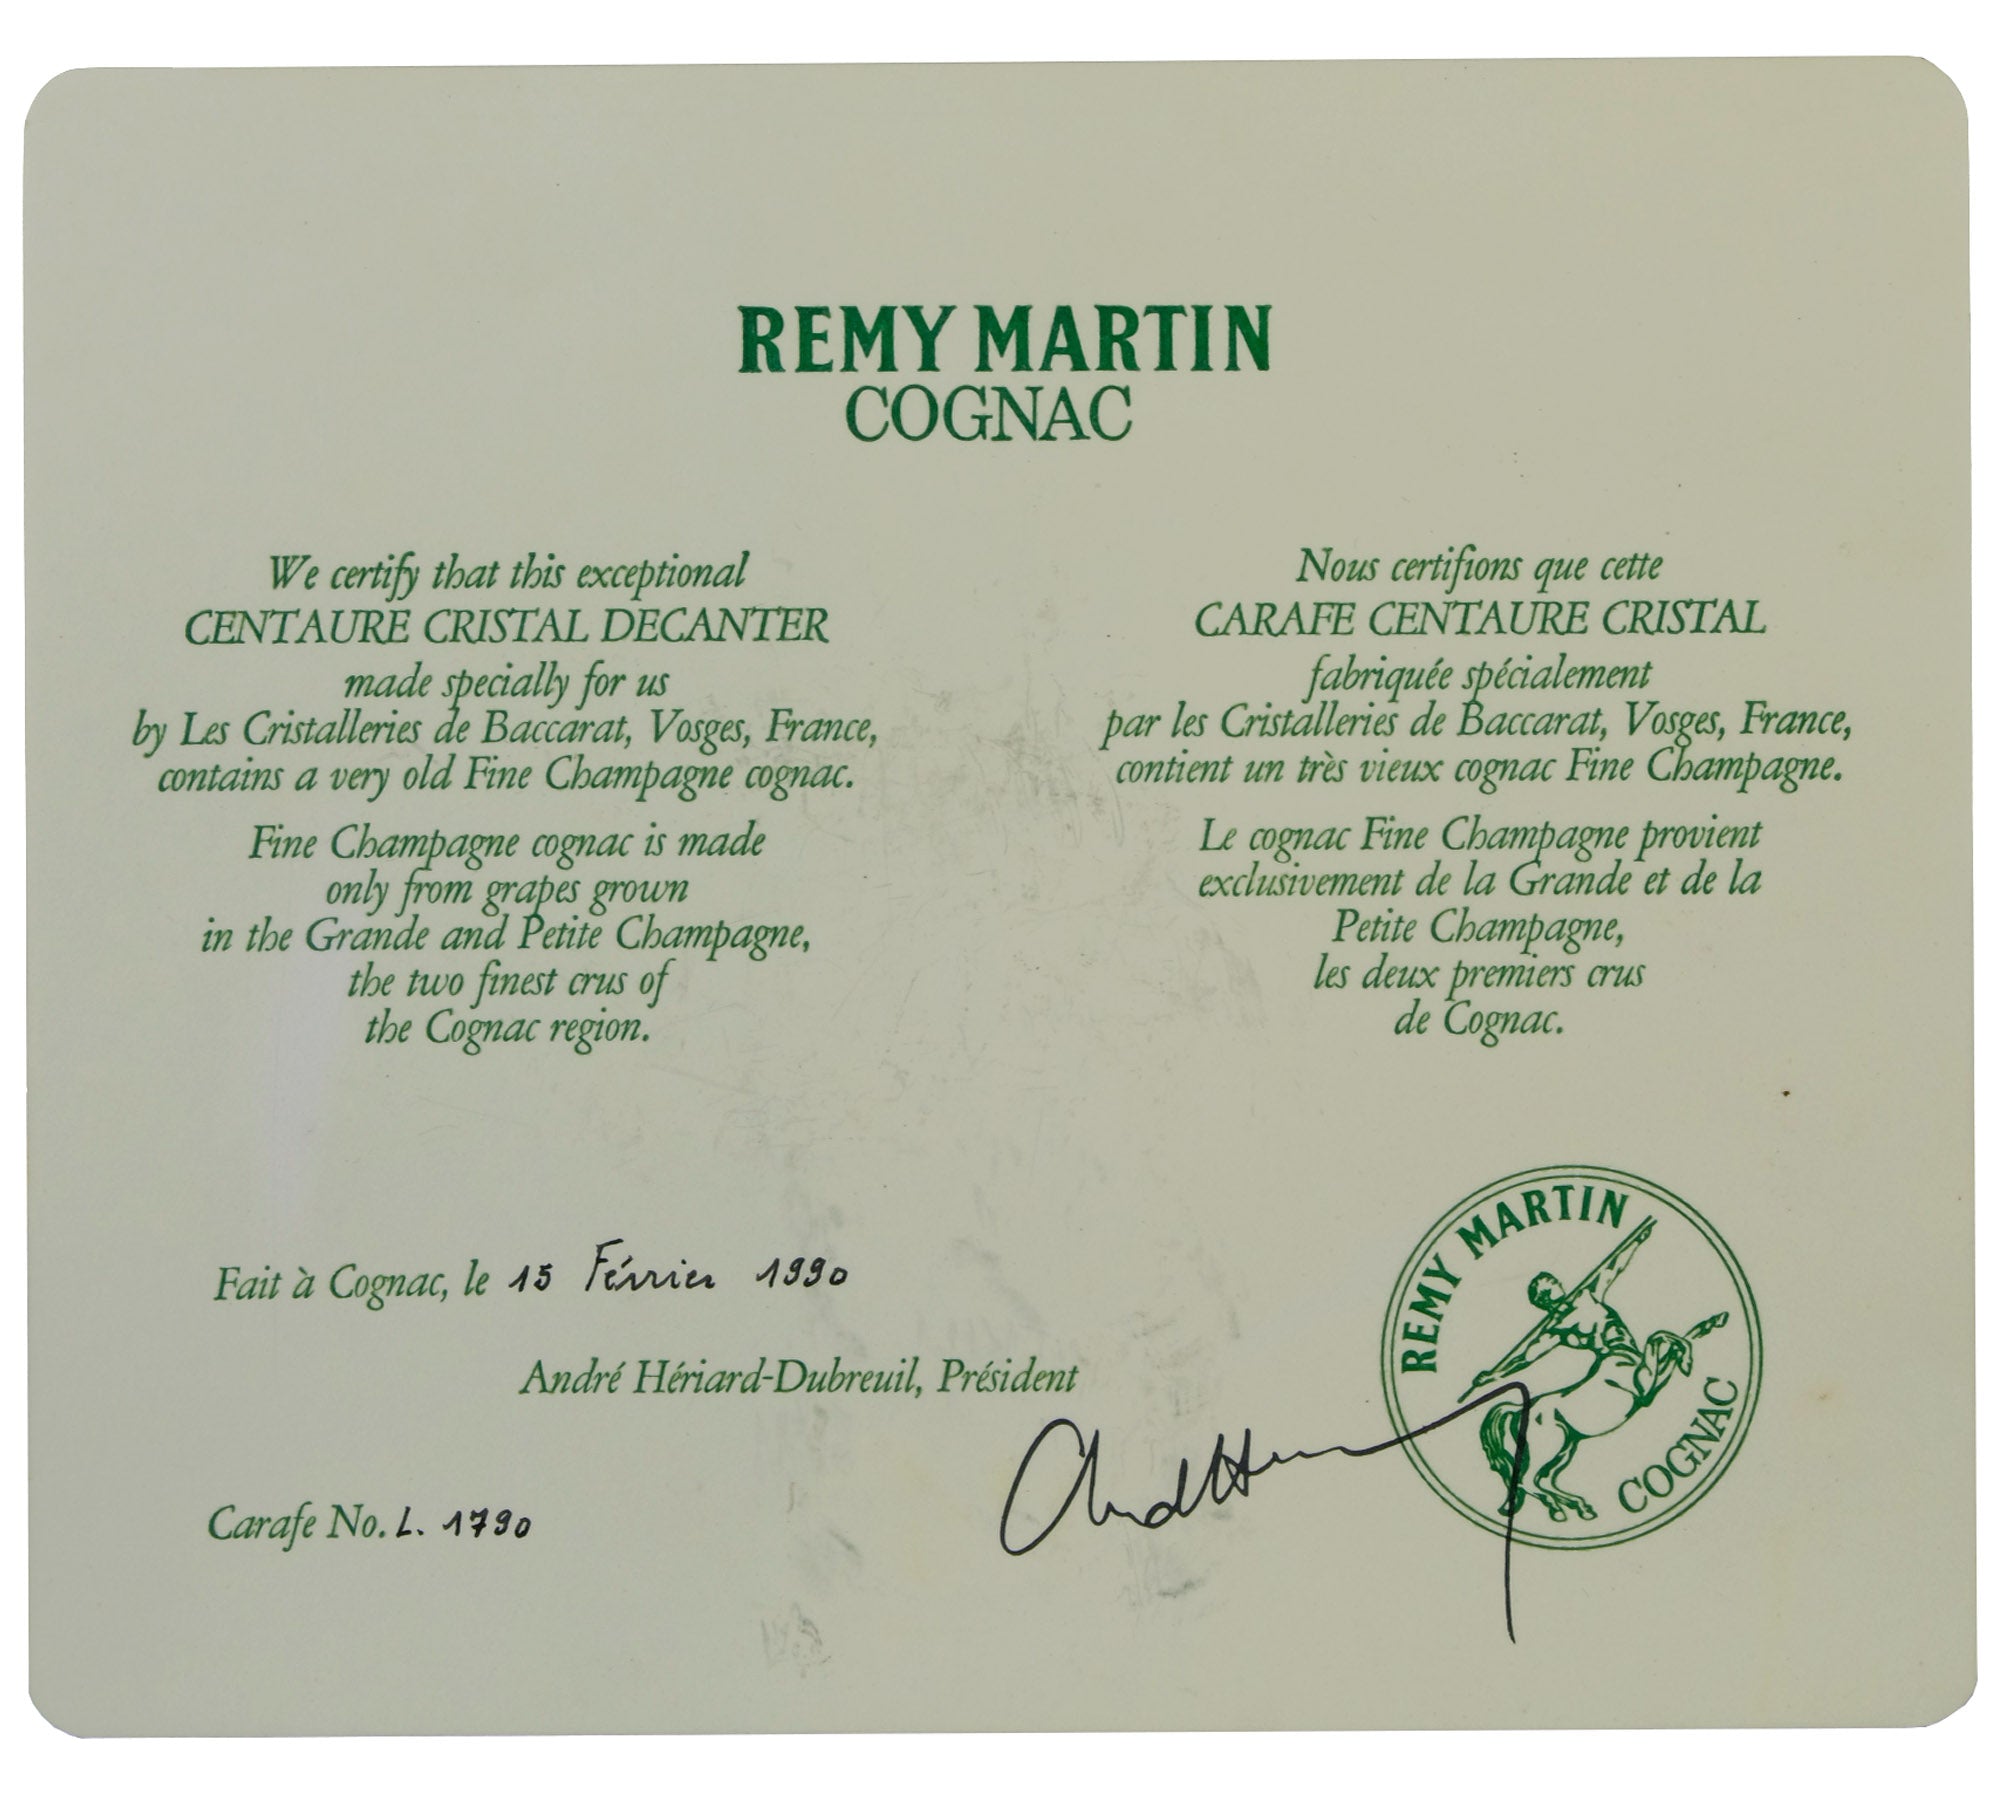 REMY MARTIN
COGNAC
We certify that this exceptional
CENTAURE CRISTAL DECANTER
made specially for us
by Les Cristalleries de Baccarat, Vosges, France,
contains a very old Fine Champagne cognac.
Fine Champagne cognac is made
only from grapes grown
in the Grande and Petite Champagne,
the two finest crus of
the Cognac region.
Nous certifions que cette
CARAFE CENTAURE CRISTAL
fabriquée spécialement
par les Cristalleries de Baccarat, Vosges, France,
contient un très vieux cognac Fine Champagne.
Le cognac Fine Champagne provient
exclusivement de la Grande et de la
Petite Champagne,
les deux premiers crus
de Cognac.
Fait à Cognac, le 15 Février 1990
André Hériard-Dubreuil, Président
Carafe No. L. 1790
REMY MARTIN
COGNAC